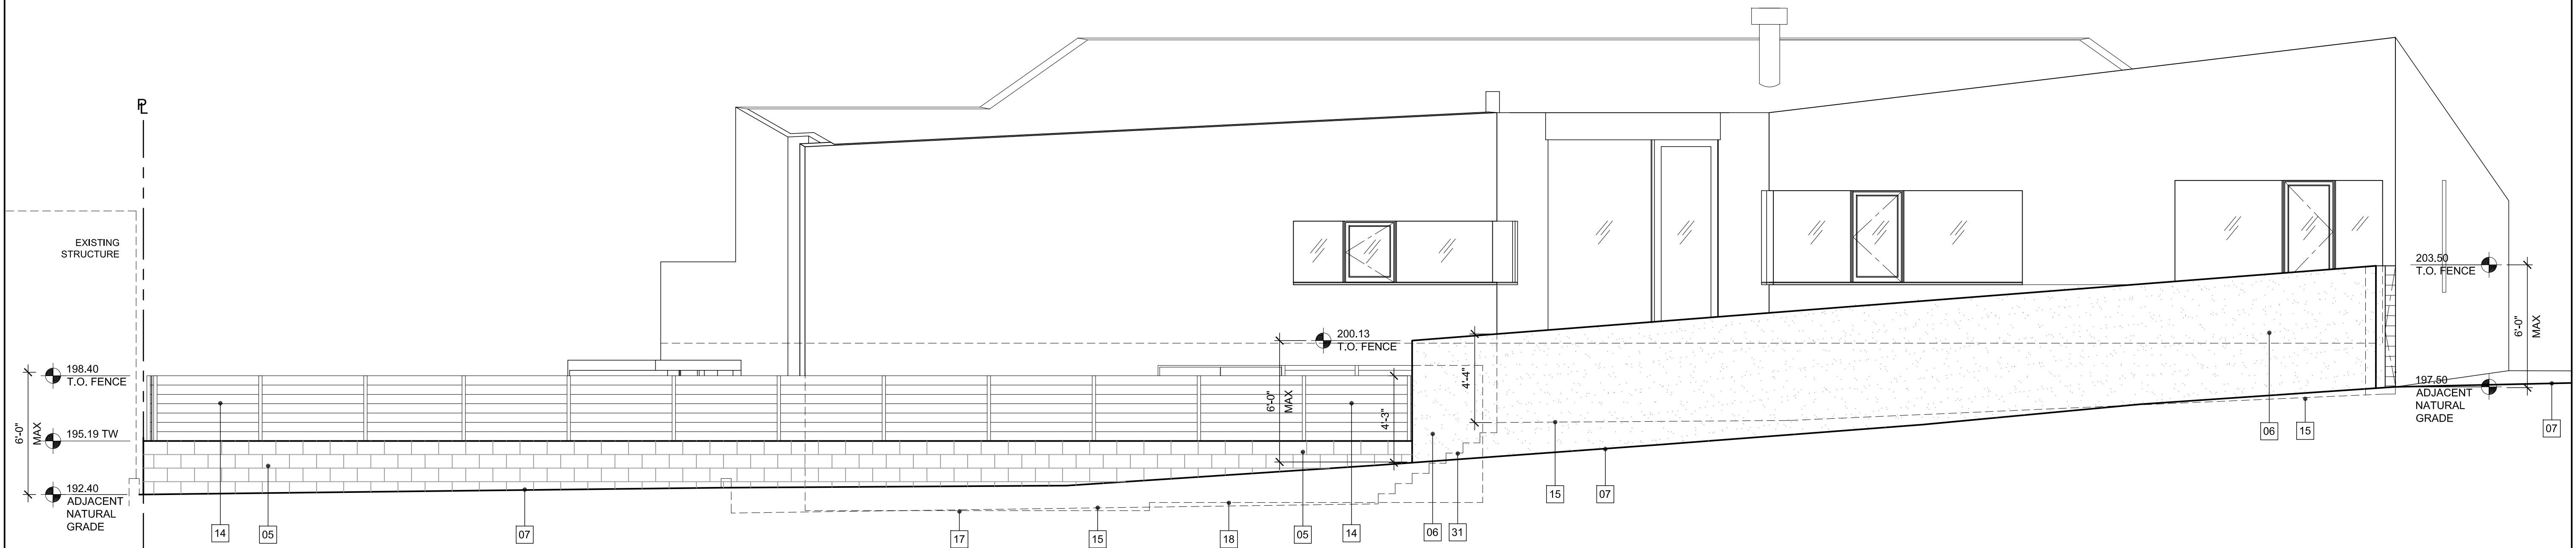 PL
EXISTING
STRUCTURE
198.40
T.O. FENCE
6'-0"
MAX
195.19 TW
192.40
ADJACENT
NATURAL
GRADE
14
05
07
17
15
18
05
14
06
31
200.13
T.O. FENCE
6'-0"
MAX
4'-3"
4'-4"
15
07
203.50
T.O. FENCE
6'-0"
MAX
197.50
ADJACENT
NATURAL
GRADE
06
15
07